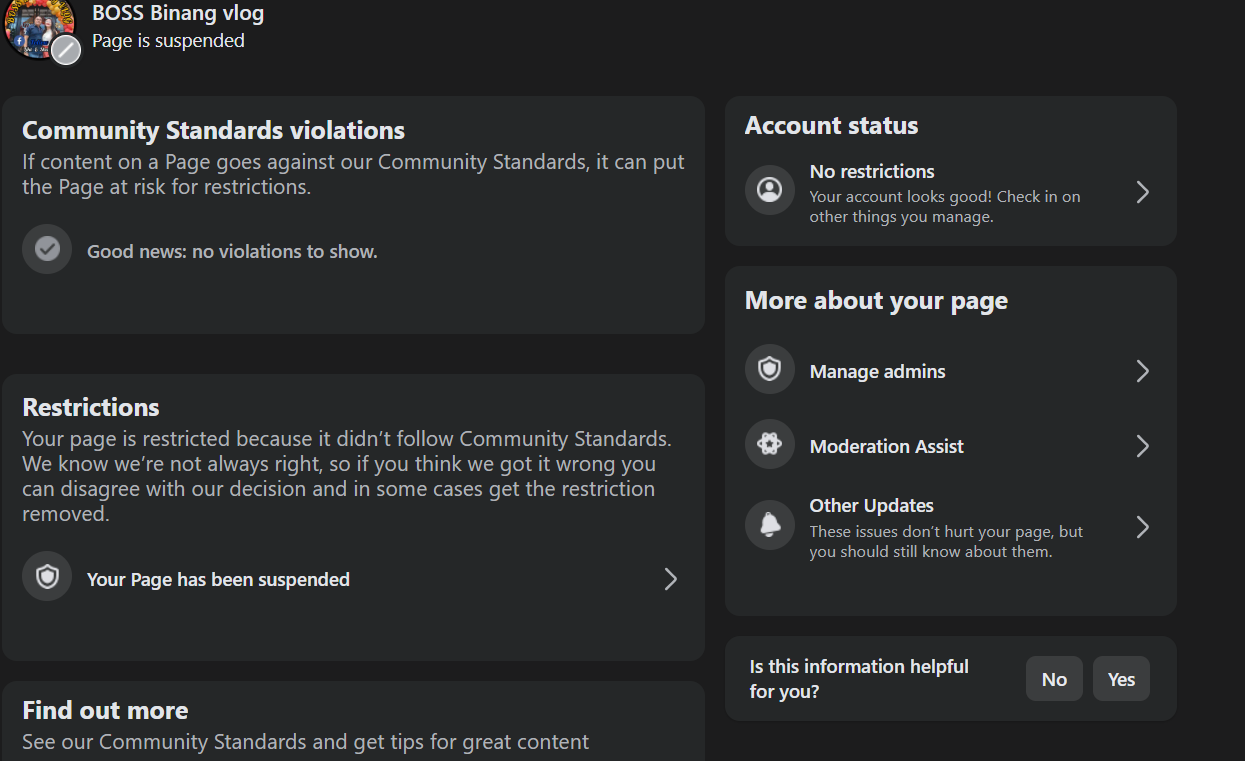 BOSS Binang vlog
Page is suspended
Community Standards violations
If content on a Page goes against our Community Standards, it can put
the Page at risk for restrictions.
Good news: no violations to show.
Restrictions
Your page is restricted because it didn’t follow Community Standards.
We know we’re not always right, so if you think we got it wrong you
can disagree with our decision and in some cases get the restriction
removed.
Your Page has been suspended
Find out more
See our Community Standards and get tips for great content
Account status
No restrictions
Your account looks good! Check in on
other things you manage.
More about your page
Manage admins
Moderation Assist
Other Updates
These issues don’t hurt your page, but
you should still know about them.
Is this information helpful
for you?
No
Yes